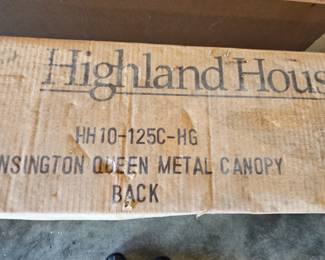 Highland Hous
HH10-125C-HG
NSINGTON QUEEN METAL CANOPY
BACK